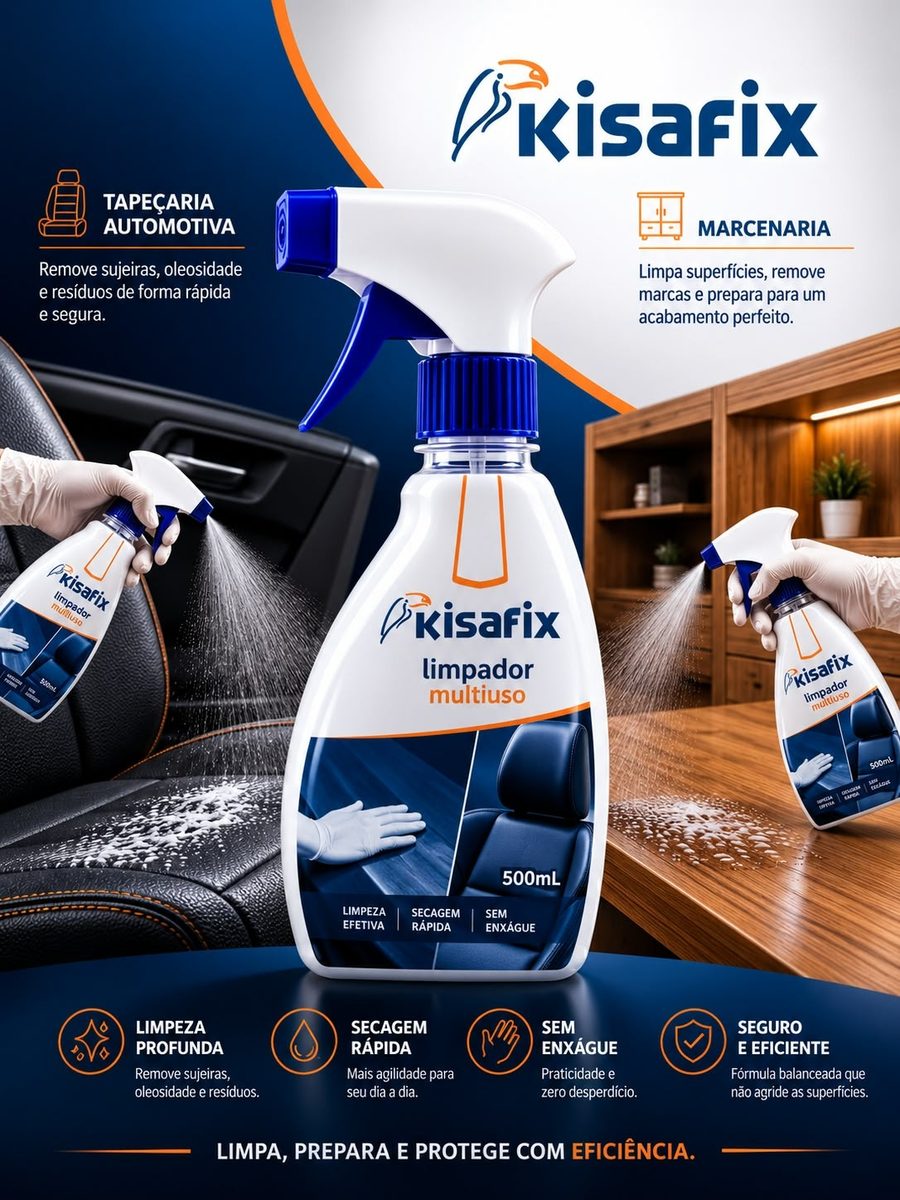 Kisafix
TAPEÇARIA
AUTOMOTIVA
Remove sujeiras, oleosidade
e resíduos de forma rápida
e segura.
MARCENARIA
Limpa superfícies, remove
marcas e prepara para um
acabamento perfeito.
Kisafix
limpador
multiuso
500mL
Kisafix
limpador
multiuso
500mL
LIMPEZA
EFETIVA
SECAGEM
RÁPIDA
SEM
ENXÁGUE
Kisafix
limpador
multiuso
500mL
LIMPEZA
PROFUNDA
Remove sujeiras,
oleosidade e resíduos.
SECAGEM
RÁPIDA
Mais agilidade para
seu dia a dia.
SEM
ENXÁGUE
Praticidade e
zero desperdício.
SEGURO
E EFICIENTE
Fórmula balanceada que
não agride as superfícies.
LIMPA, PREPARA E PROTEGE COM EFICIÊNCIA.